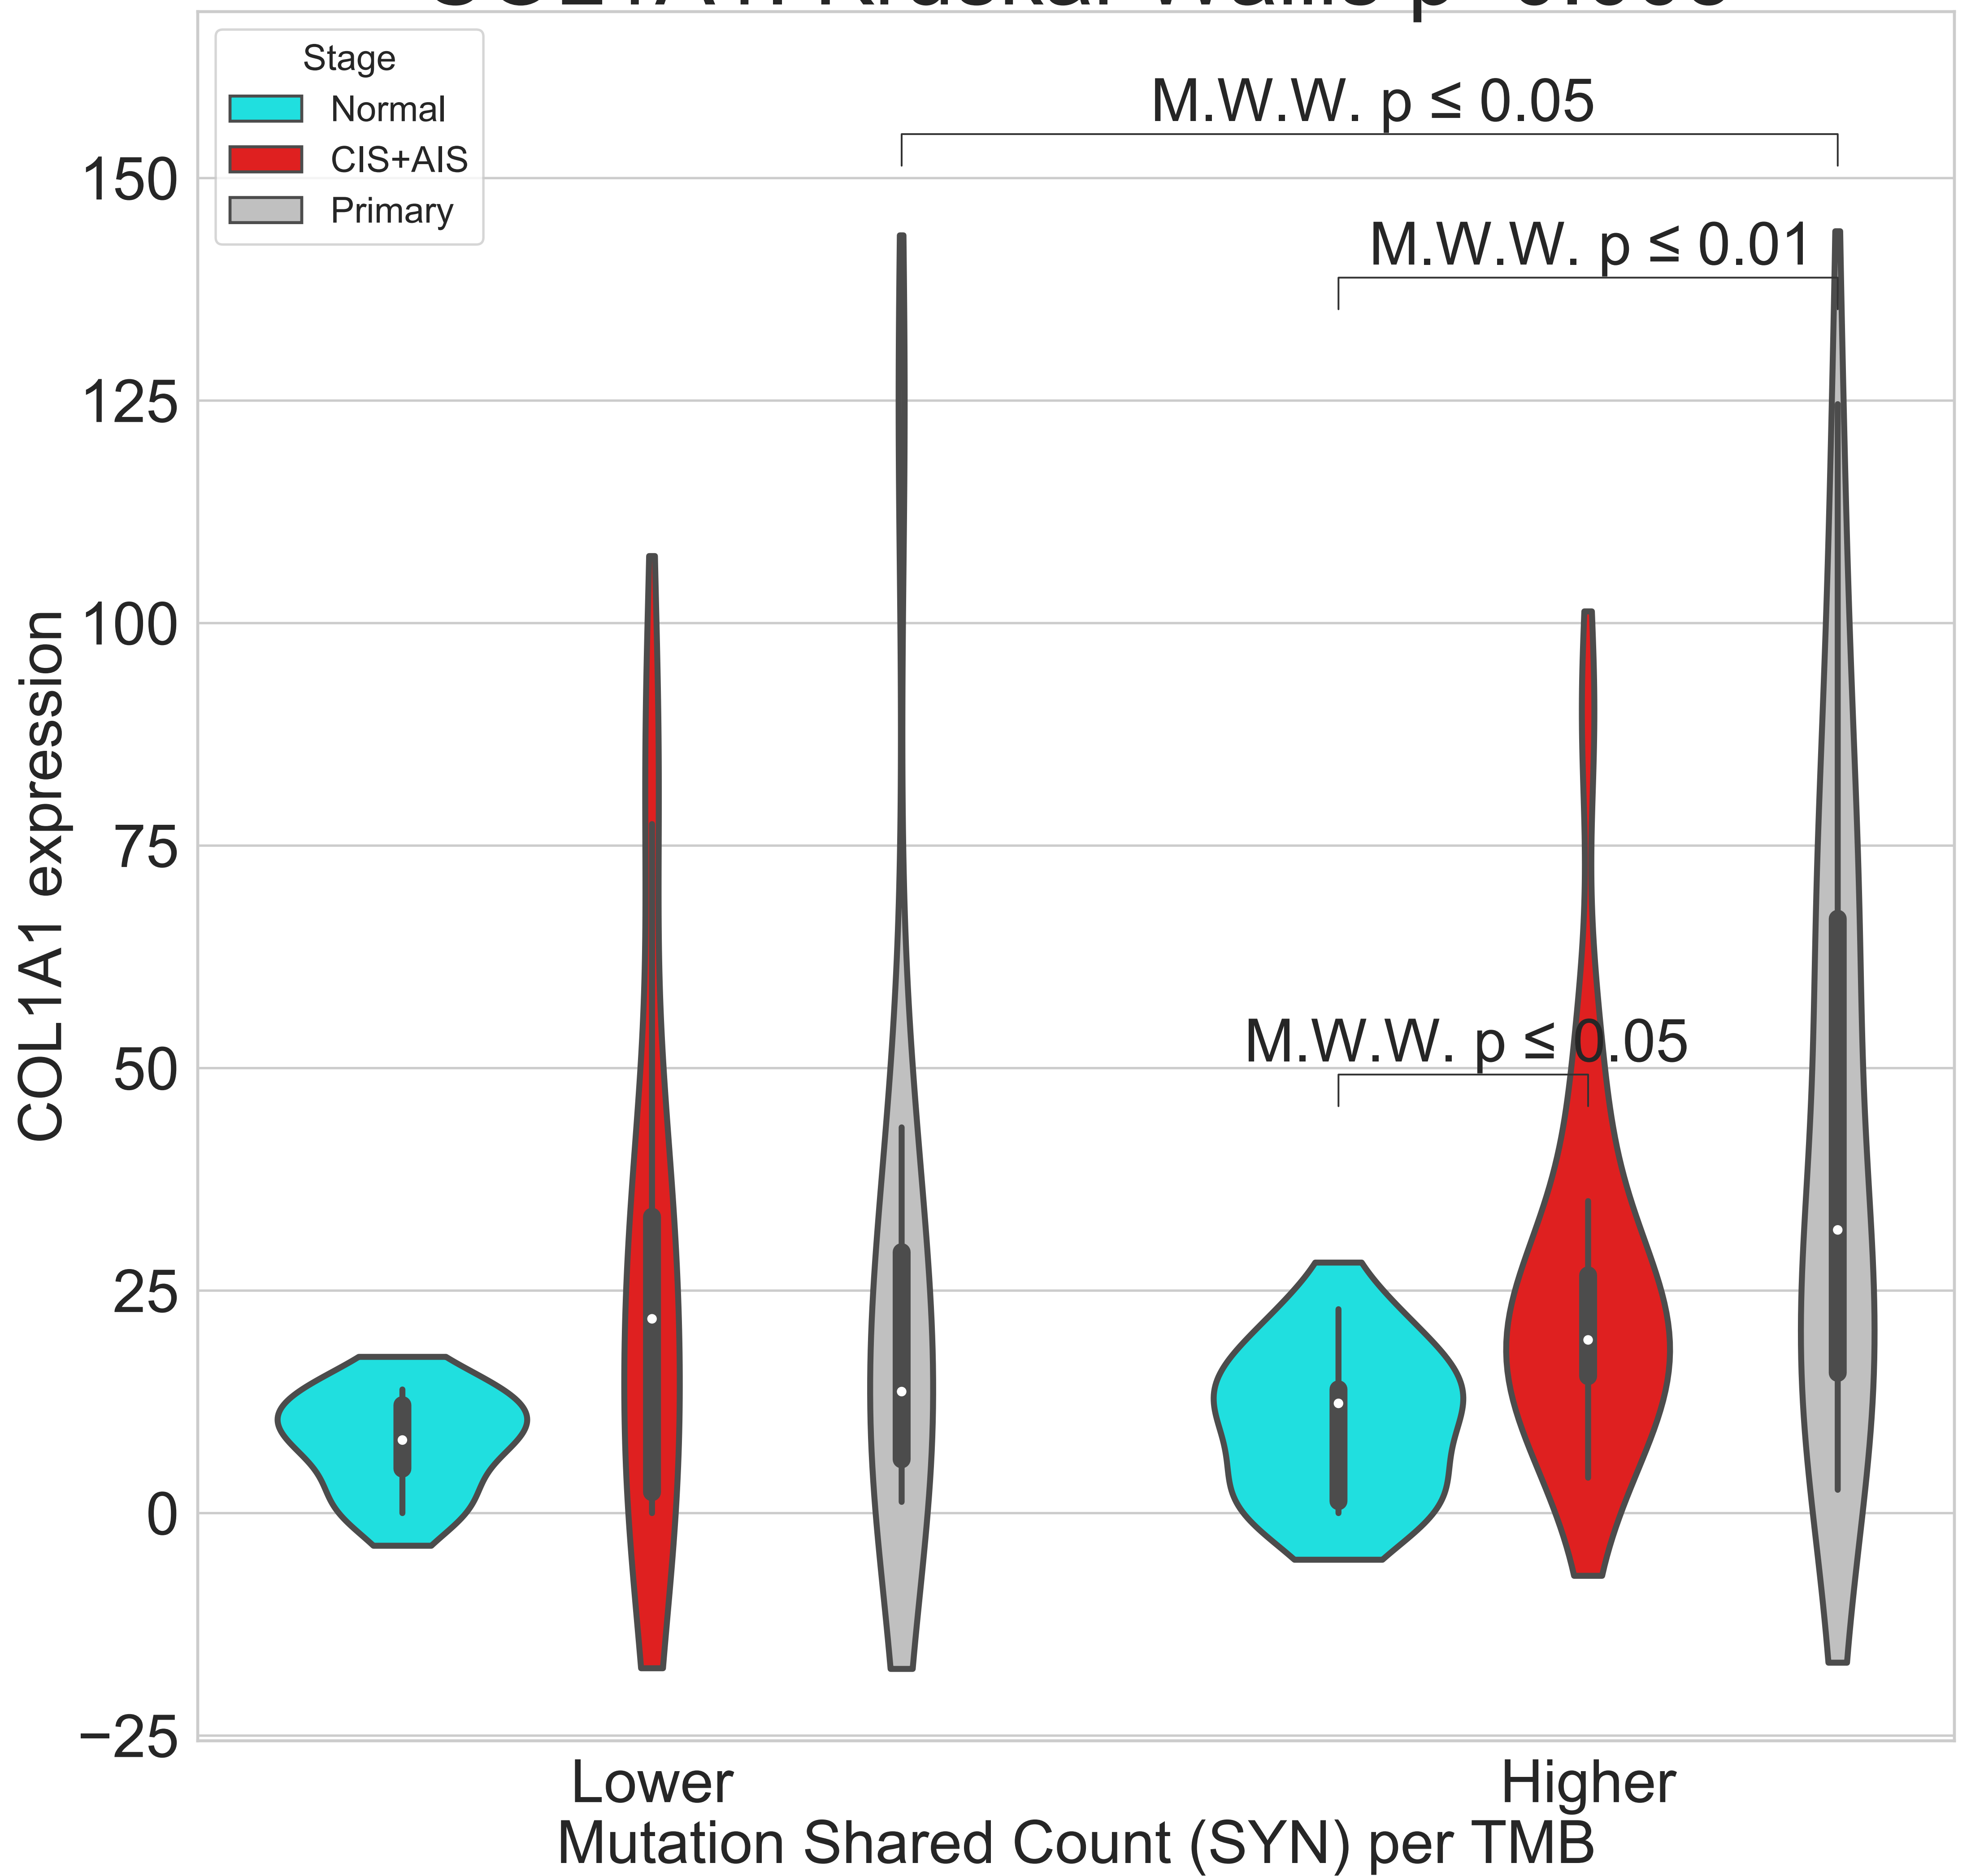 Stage
Normal
CIS+AIS
Primary
M.W.W. p ≤ 0.05
M.W.W. p ≤ 0.01
M.W.W. p ≤ 0.05
150
125
100
75
50
25
0
−25
COL1A1 expression
Lower
Higher
Mutation Shared Count (SYN) per TMB